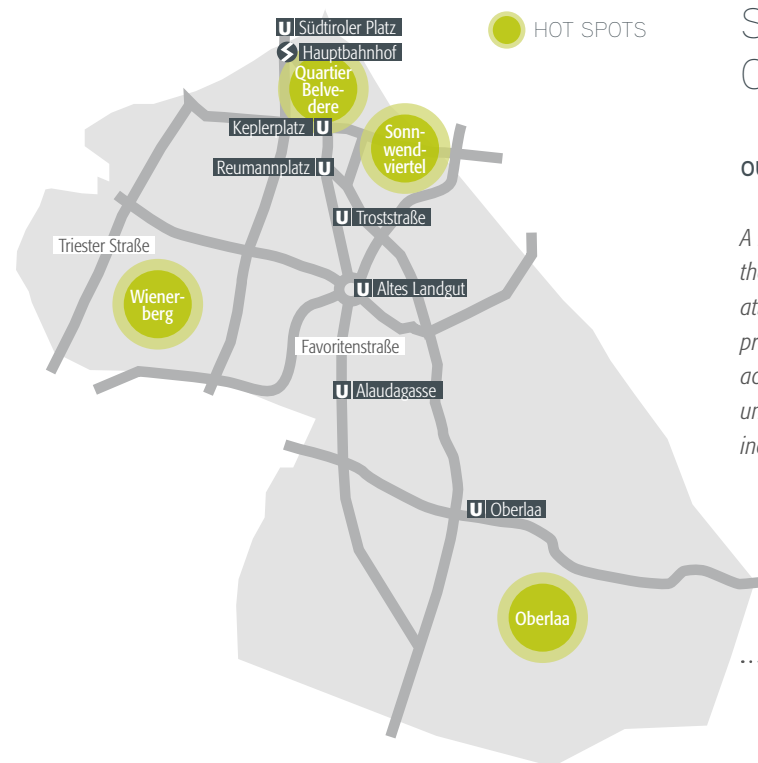 U Südtiroler Platz
Hauptbahnhof
HOT SPOTS
Quartier
Belve-
dere
Keplerplatz U
Sonn-
wend-
viertel
Reumannplatz U
U Troststraße
Triester Straße
Wiener-
berg
U Altes Landgut
Favoritenstraße
U Alaudagasse
U Oberlaa
Oberlaa
S
A
...